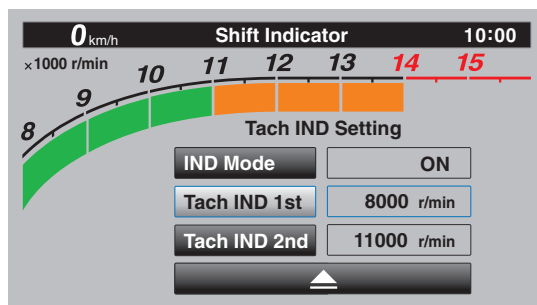 0 km/h Shift Indicator 10:00
×1000 r/min
8 9 10 11 12 13 14 15
Tach IND Setting
IND Mode ON
Tach IND 1st 8000 r/min
Tach IND 2nd 11000 r/min